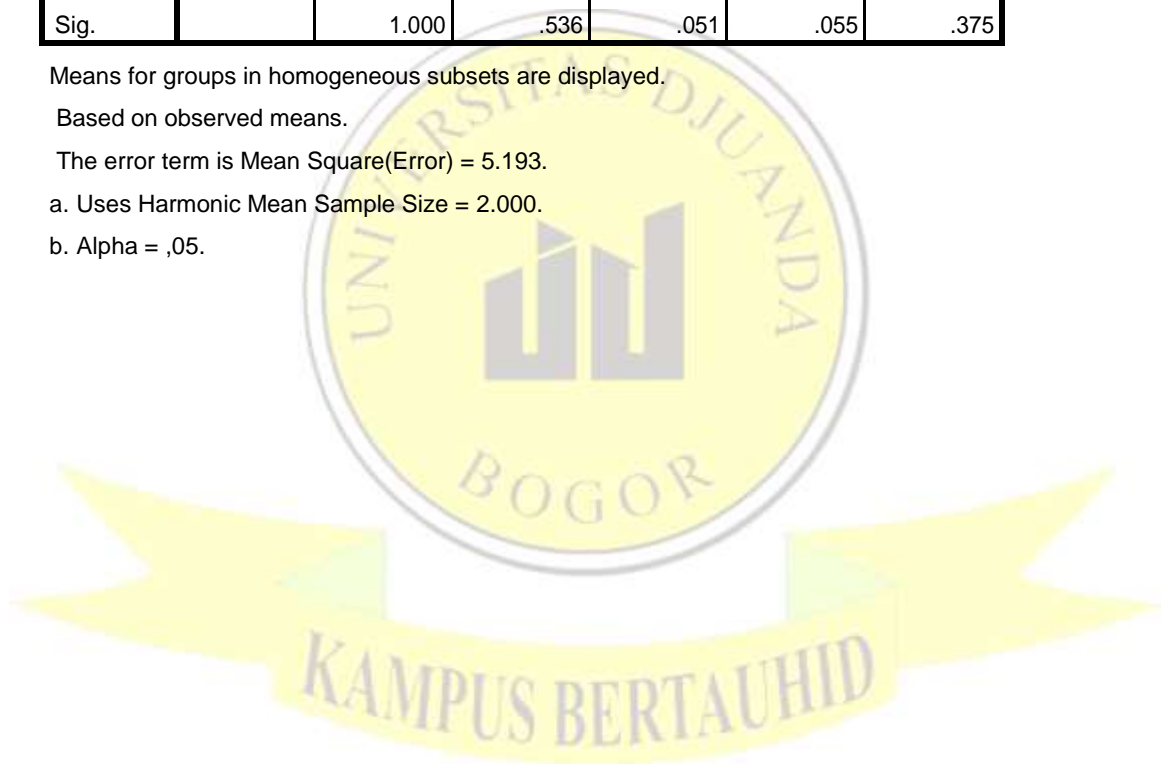 Sig. 1.000 .536 .051 .055 .375
Means for groups in homogeneous subsets are displayed.
Based on observed means.
The error term is Mean Square(Error) = 5.193.
a. Uses Harmonic Mean Sample Size = 2.000.
b. Alpha = ,05.
UNIVERSITAS DJUANDA
BOGOR
KAMPUS BERTAUHID